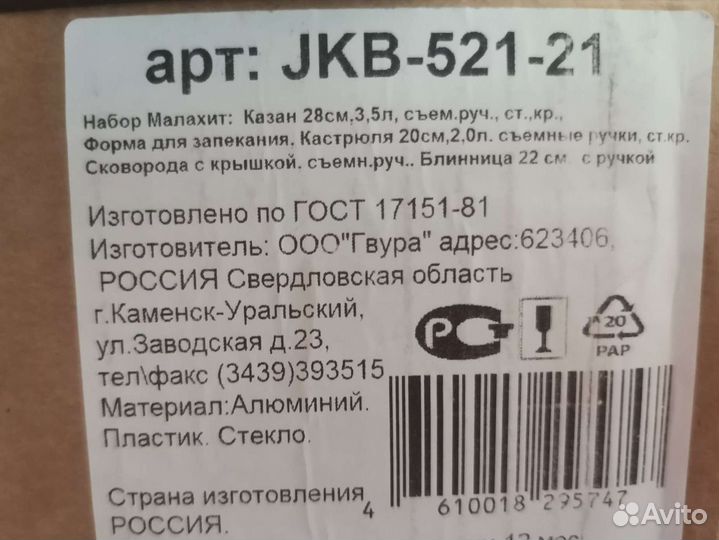 арт: JKB-521-21
Набор Малахит: Казан 28см,3,5л, съем.руч., ст.,кр.,
Форма для запекания. Кастрюля 20см,2,0л. съемные ручки, ст.кр.
Сковорода с крышкой. съемн.руч.. Блинница 22 см с ручкой
Изготовлено по ГОСТ 17151-81
Изготовитель: ООО"Гвура" адрес:623406,
РОССИЯ Свердловская область
г.Каменск-Уральский,
ул.Заводская д.23,
тел\факс (3439)393515
Материал:Алюминий.
Пластик. Стекло.
Страна изготовления
РОССИЯ.
РСТ
20
PAP
4 610018 295747
Avito